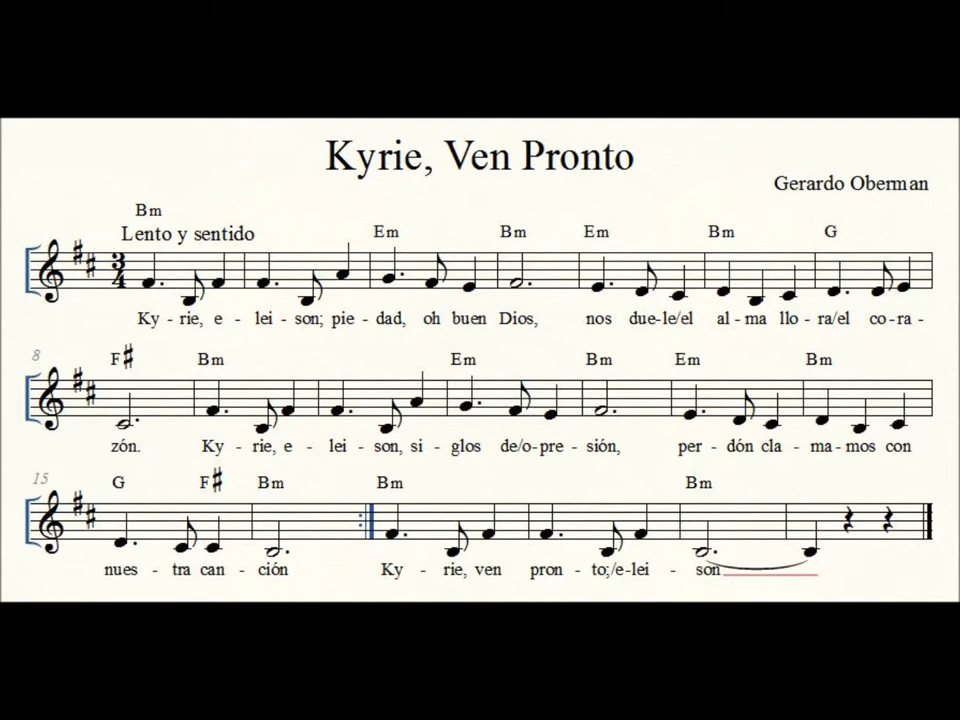 Kyrie, Ven Pronto
Gerardo Oberman
Bm
Lento y sentido
Em Bm Em Bm G
3
4
Ky - rie, e - lei - son; pie - dad, oh buen Dios, nos due-le/el al - ma llo - ra/el co - ra -
8
F♯ Bm Em Bm Em Bm
zón. Ky - rie, e - lei - son, si - glos de/o-pre - sión, per - dón cla - ma - mos con
15
G F♯ Bm Bm Bm
nues - tra can - ción Ky - rie, ven pron - to;/e-lei - son